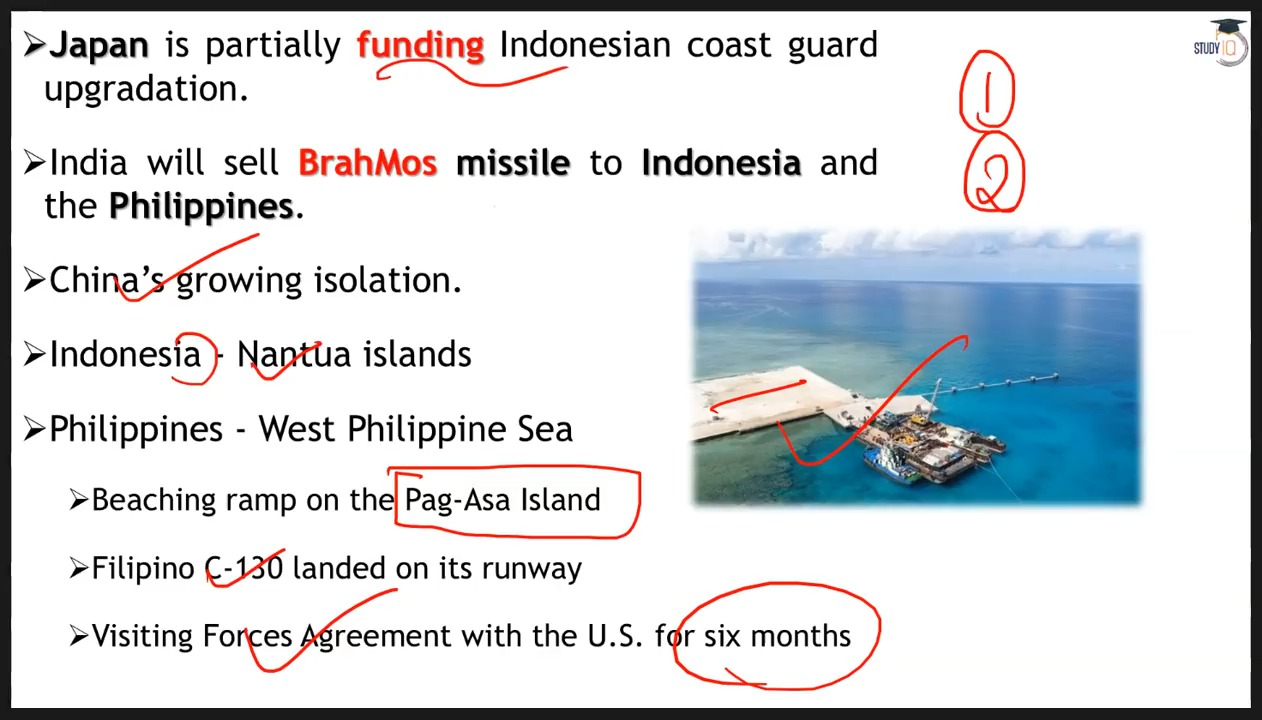 ➢Japan is partially funding Indonesian coast guard
upgradation.
➢India will sell BrahMos missile to Indonesia and
the Philippines.
➢China’s growing isolation.
➢Indonesia - Nantua islands
➢Philippines - West Philippine Sea
➢Beaching ramp on the Pag-Asa Island
➢Filipino C-130 landed on its runway
➢Visiting Forces Agreement with the U.S. for six months
1
2
STUDY IQ